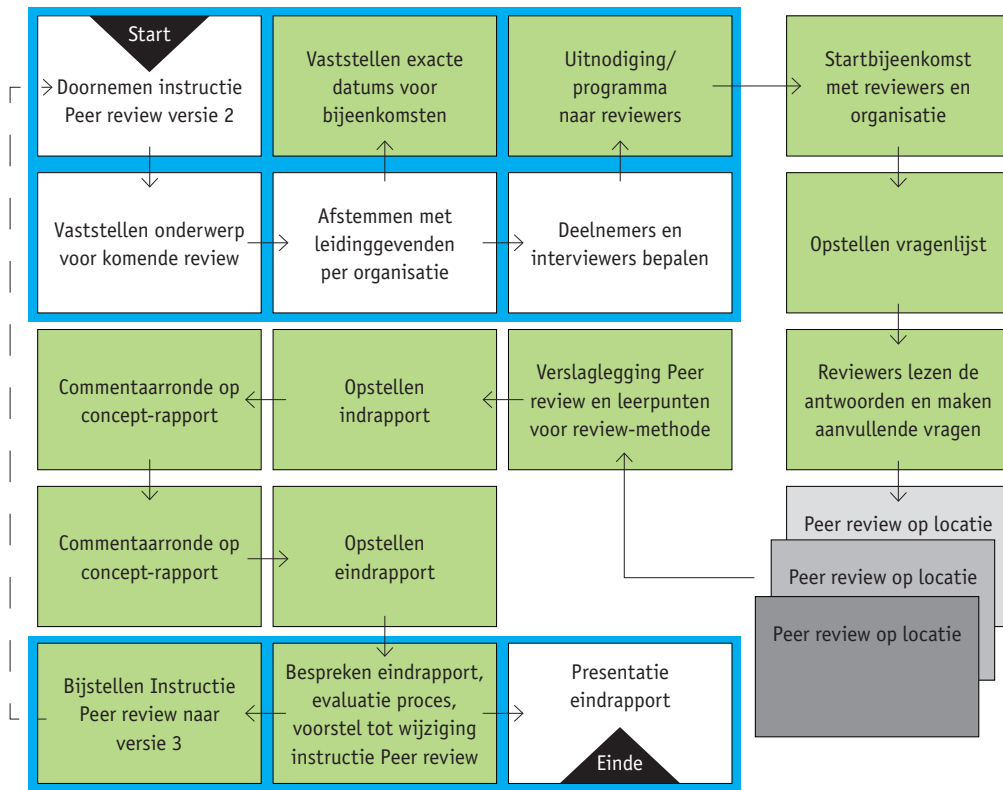 Start
Doornemen instructie
Peer review versie 2
Vaststellen exacte
datums voor
bijeenkomsten
Uitnodiging/
programma
naar reviewers
Startbijeenkomst
met reviewers en
organisatie
Vaststellen onderwerp
voor komende review
Afstemmen met
leidinggevenden
per organisatie
Deelnemers en
interviewers bepalen
Opstellen vragenlijst
Commentaarronde op
concept-rapport
Opstellen
indrapport
Verslaglegging Peer
review en leerpunten
voor review-methode
Reviewers lezen de
antwoorden en maken
aanvullende vragen
Commentaarronde op
concept-rapport
Opstellen
eindrapport
Peer review op locatie
Peer review op locatie
Peer review op locatie
Bijstellen Instructie
Peer review naar
versie 3
Bespreken eindrapport,
evaluatie proces,
voorstel tot wijziging
instructie Peer review
Presentatie
eindrapport
Einde